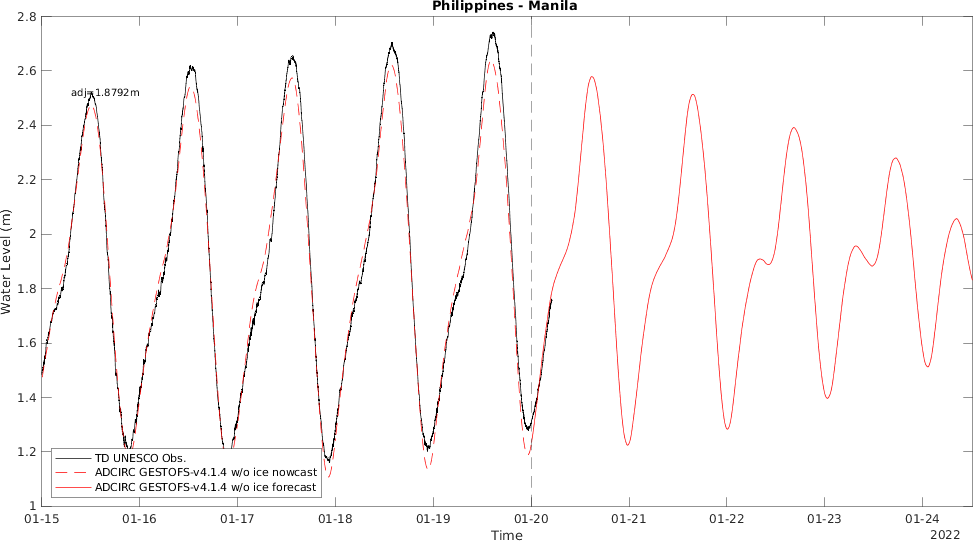 Philippines - Manila
2.8
2.6
2.4
2.2
2
1.8
1.6
1.4
1.2
1
Water Level (m)
adj=1.8792m
TD UNESCO Obs.
ADCIRC GESTOFS-v4.1.4 w/o ice nowcast
ADCIRC GESTOFS-v4.1.4 w/o ice forecast
01-15 01-16 01-17 01-18 01-19 01-20 01-21 01-22 01-23 01-24
Time
2022